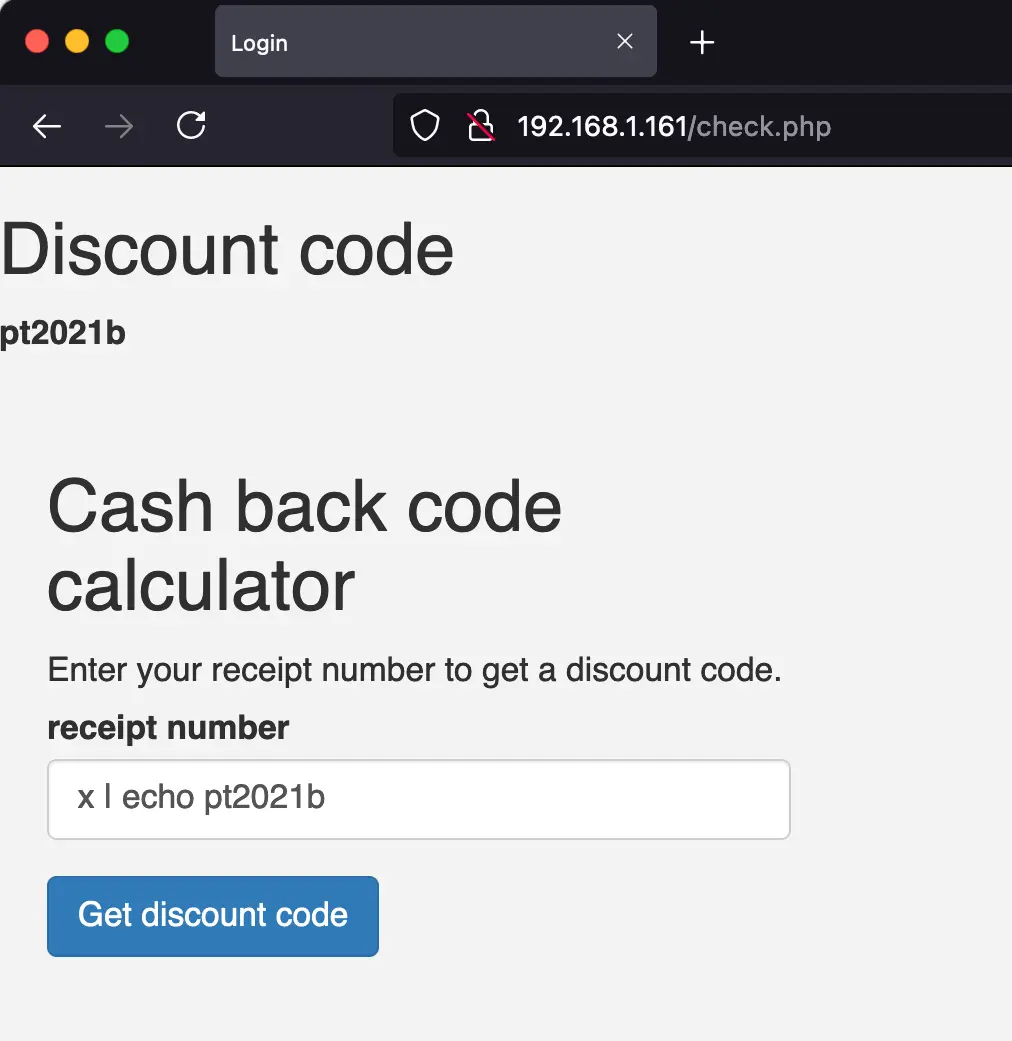 Login
192.168.1.161/check.php
Discount code
pt2021b
Cash back code
calculator
Enter your receipt number to get a discount code.
receipt number
x | echo pt2021b
Get discount code